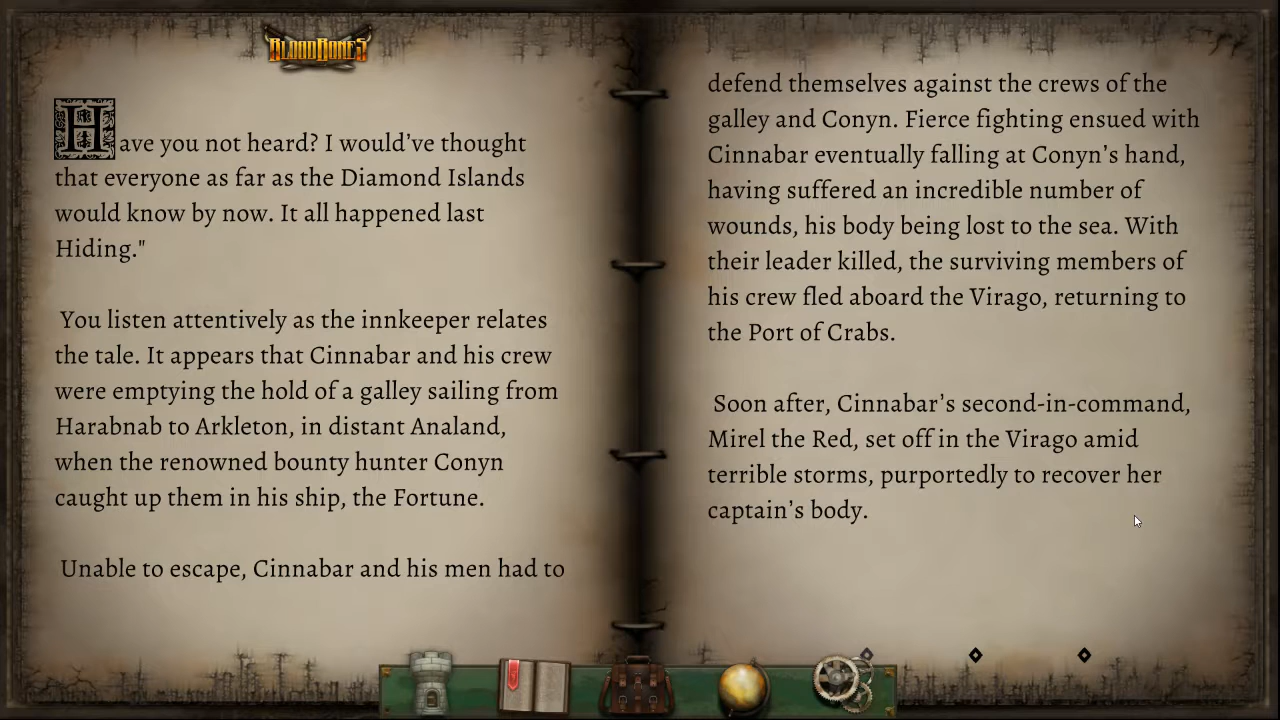 BLOODBONES
Have you not heard? I would've thought
that everyone as far as the Diamond Islands
would know by now. It all happened last
Hiding."
You listen attentively as the innkeeper relates
the tale. It appears that Cinnabar and his crew
were emptying the hold of a galley sailing from
Harabnab to Arkleton, in distant Analand,
when the renowned bounty hunter Conyn
caught up them in his ship, the Fortune.
Unable to escape, Cinnabar and his men had to
defend themselves against the crews of the
galley and Conyn. Fierce fighting ensued with
Cinnabar eventually falling at Conyn's hand,
having suffered an incredible number of
wounds, his body being lost to the sea. With
their leader killed, the surviving members of
his crew fled aboard the Virago, returning to
the Port of Crabs.
Soon after, Cinnabar's second-in-command,
Mirel the Red, set off in the Virago amid
terrible storms, purportedly to recover her
captain's body.